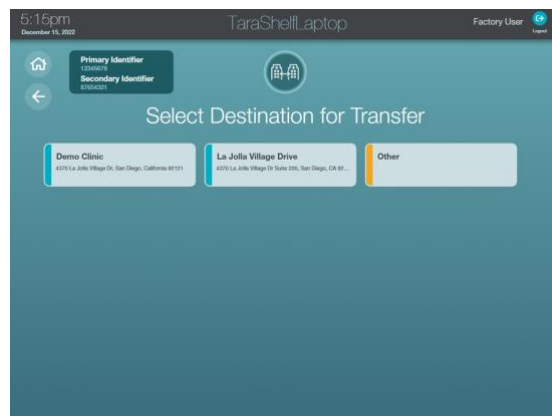 5:15pm
TaraShelfLaptop
Factory User
December 15, 2022
Logout
Primary Identifier
12345678
Secondary Identifier
87654321
Select Destination for Transfer
Demo Clinic
4370 La Jolla Village Dr, San Diego, California 92121
La Jolla Village Drive
4370 La Jolla Village Dr Suite 200, San Diego, CA 92...
Other